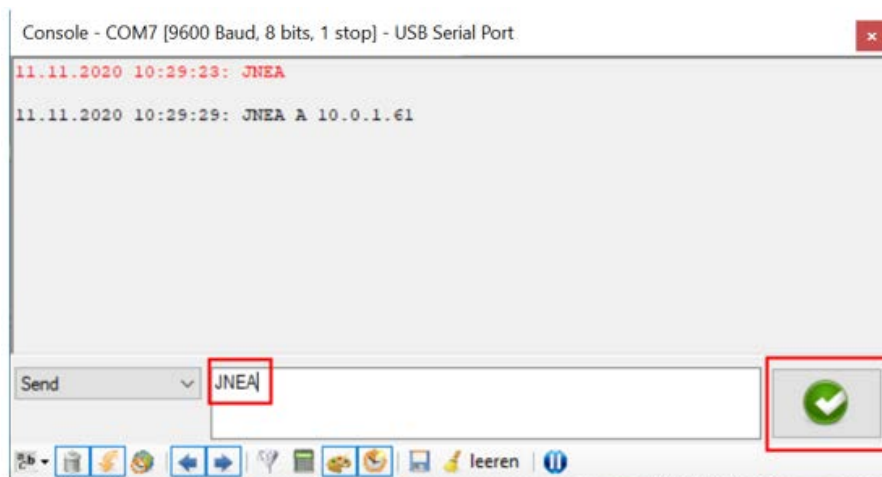 Console - COM7 [9600 Baud, 8 bits, 1 stop] - USB Serial Port
11.11.2020 10:29:23: JNEA
11.11.2020 10:29:29: JNEA A 10.0.1.61
Send
JNEA
leeren